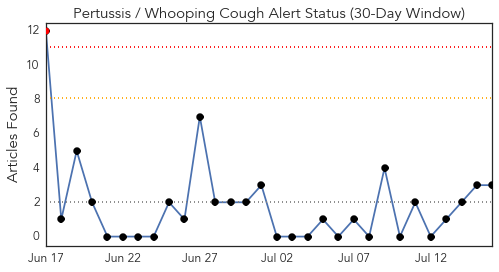 Pertussis / Whooping Cough Alert Status (30-Day Window)
Articles Found
12
10
8
6
4
2
0
Jun 17 Jun 22 Jun 27 Jul 02 Jul 07 Jul 12